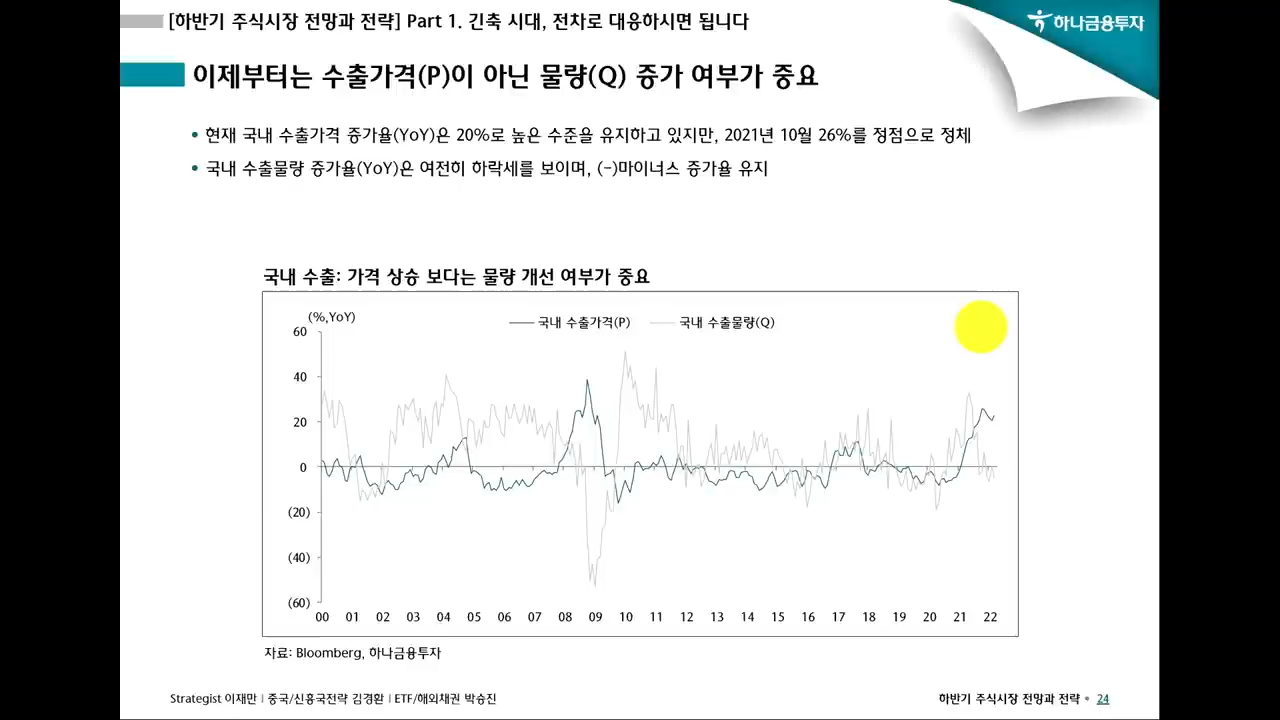 [하반기 주식시장 전망과 전략] Part 1. 긴축 시대, 전차로 대응하시면 됩니다
하나금융투자
이제부터는 수출가격(P)이 아닌 물량(Q) 증가 여부가 중요
• 현재 국내 수출가격 증가율(YoY)은 20%로 높은 수준을 유지하고 있지만, 2021년 10월 26%를 정점으로 정체
• 국내 수출물량 증가율(YoY)은 여전히 하락세를 보이며, (-)마이너스 증가율 유지
국내 수출: 가격 상승 보다는 물량 개선 여부가 중요
(%,YoY)
국내 수출가격(P) 국내 수출물량(Q)
60
40
20
0
(20)
(40)
(60)
00 01 02 03 04 05 06 07 08 09 10 11 12 13 14 15 16 17 18 19 20 21 22
자료: Bloomberg, 하나금융투자
Strategist 이재만 | 중국/신흥국전략 김경환 | ETF/해외채권 박승진
하반기 주식시장 전망과 전략 • 24